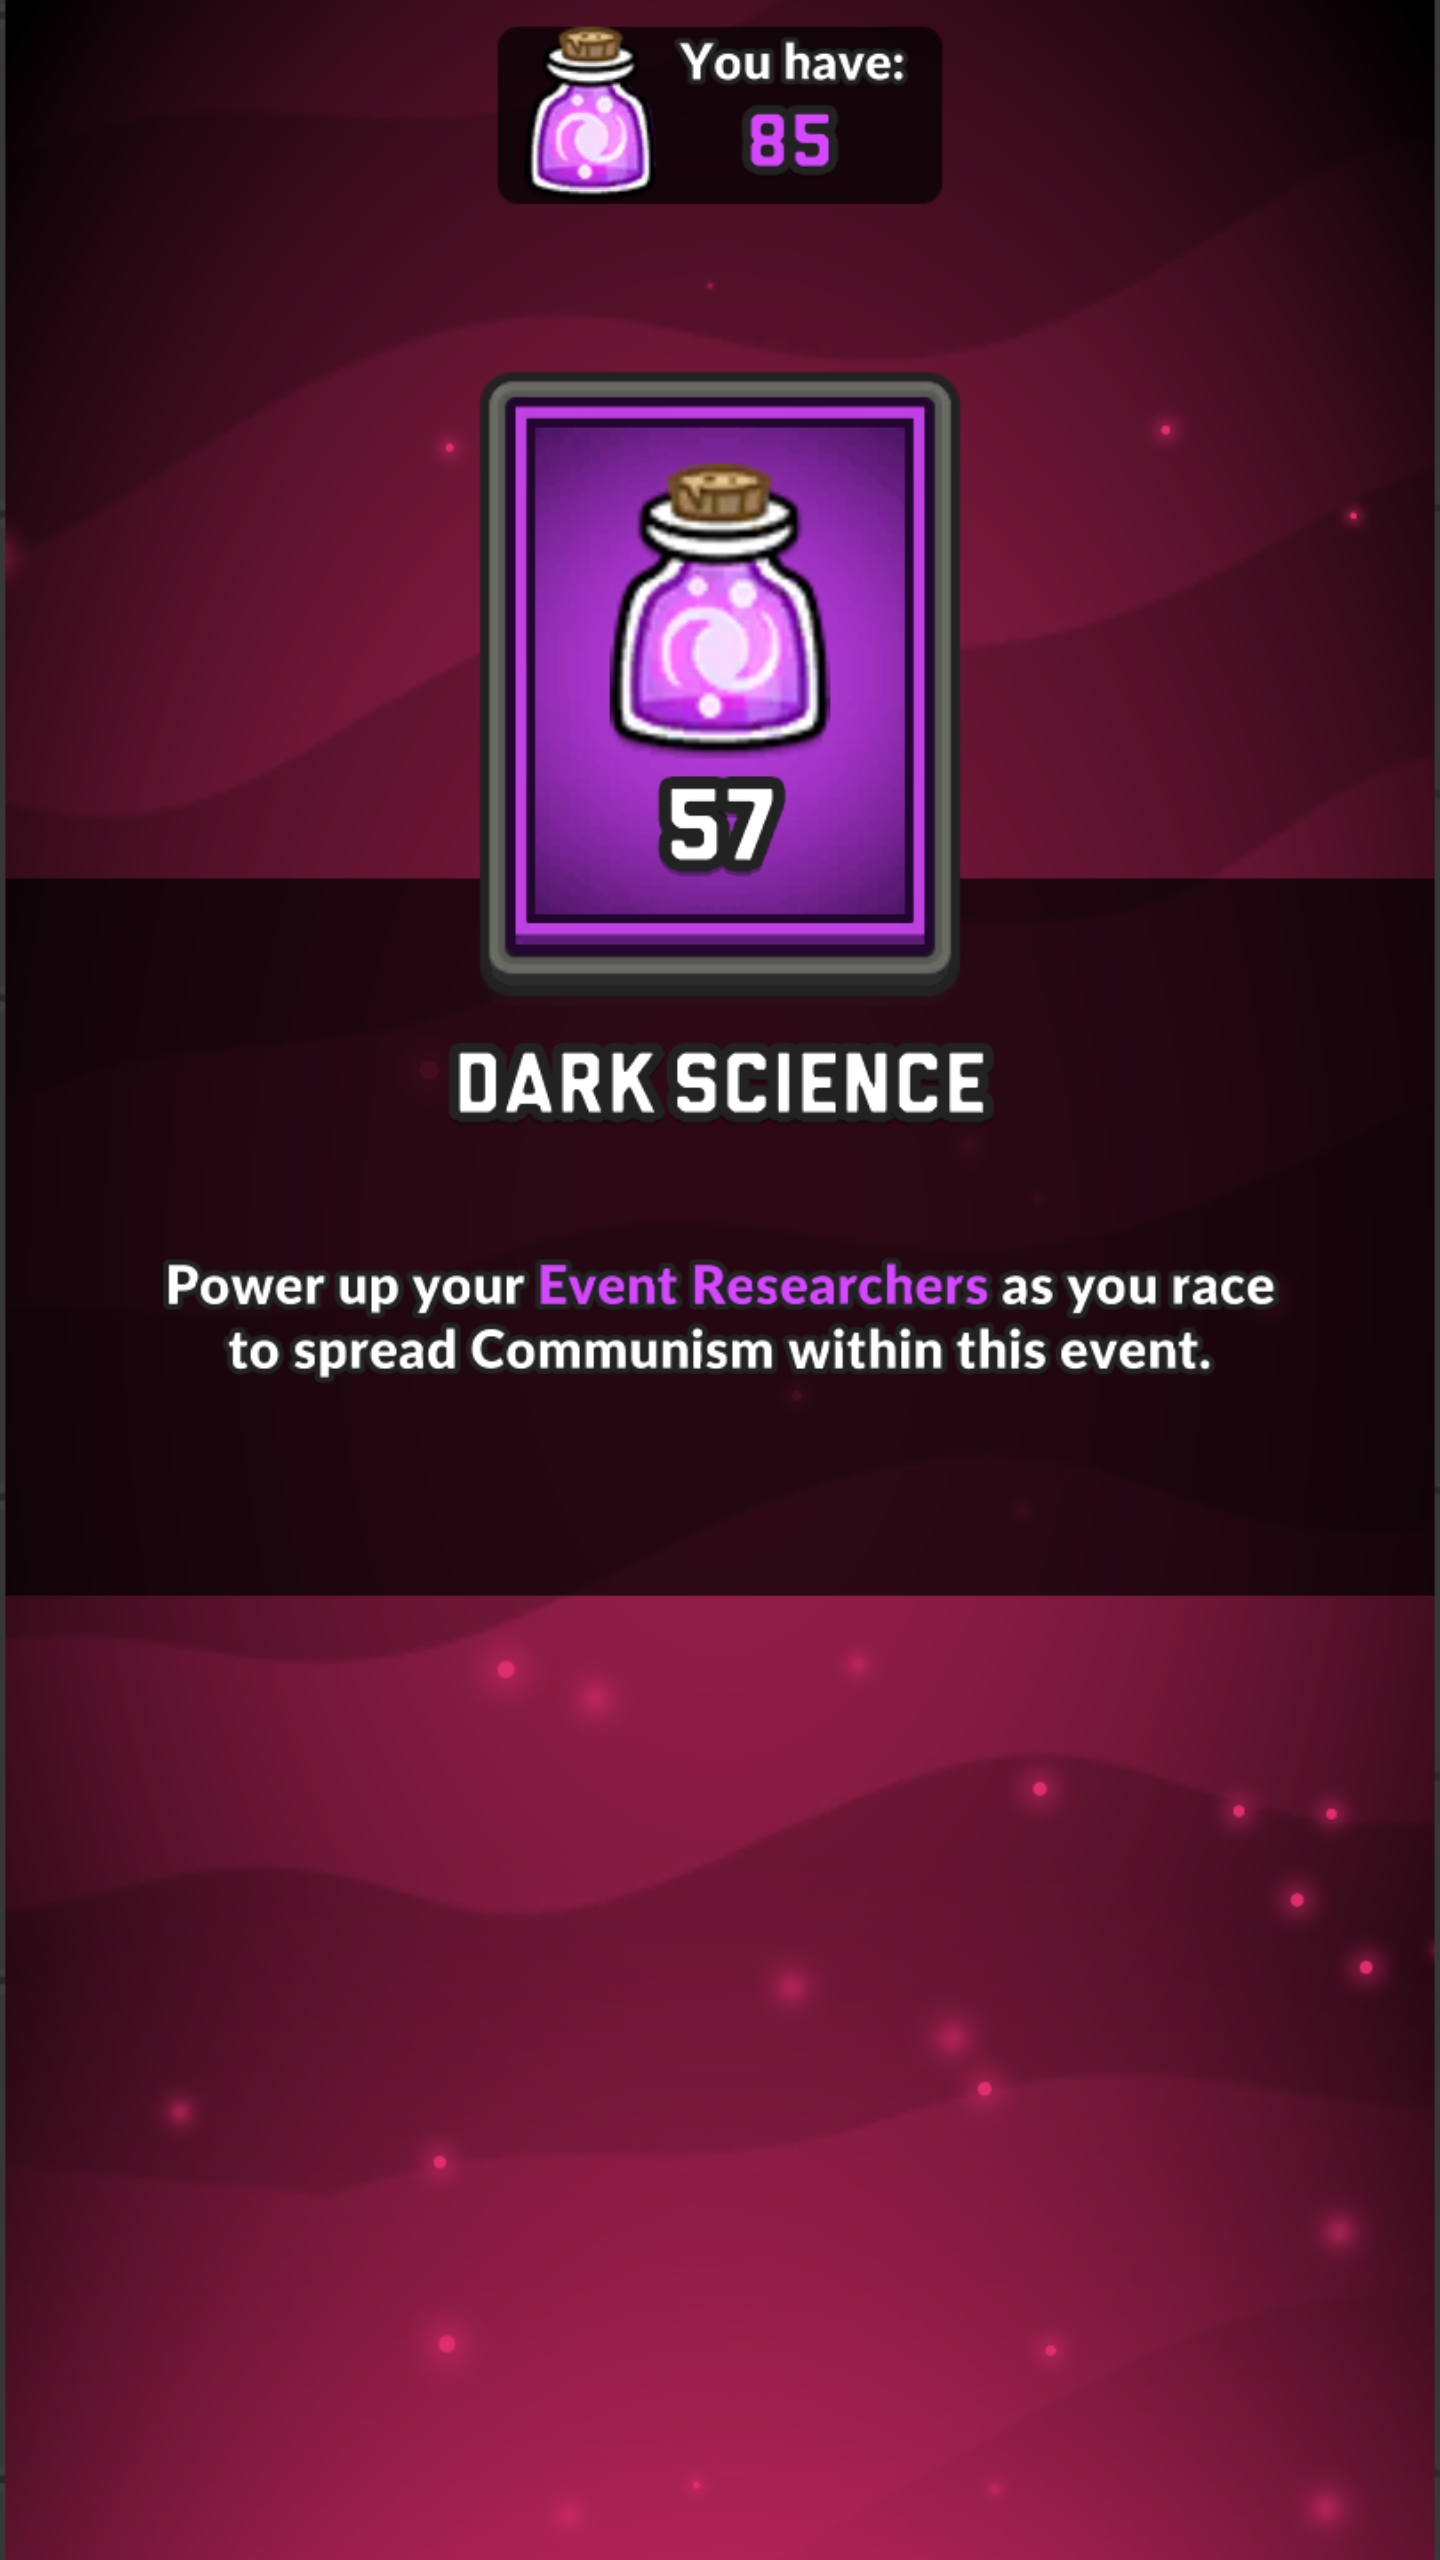 You have:
85
57
DARK SCIENCE
Power up your Event Researchers as you race
to spread Communism within this event.